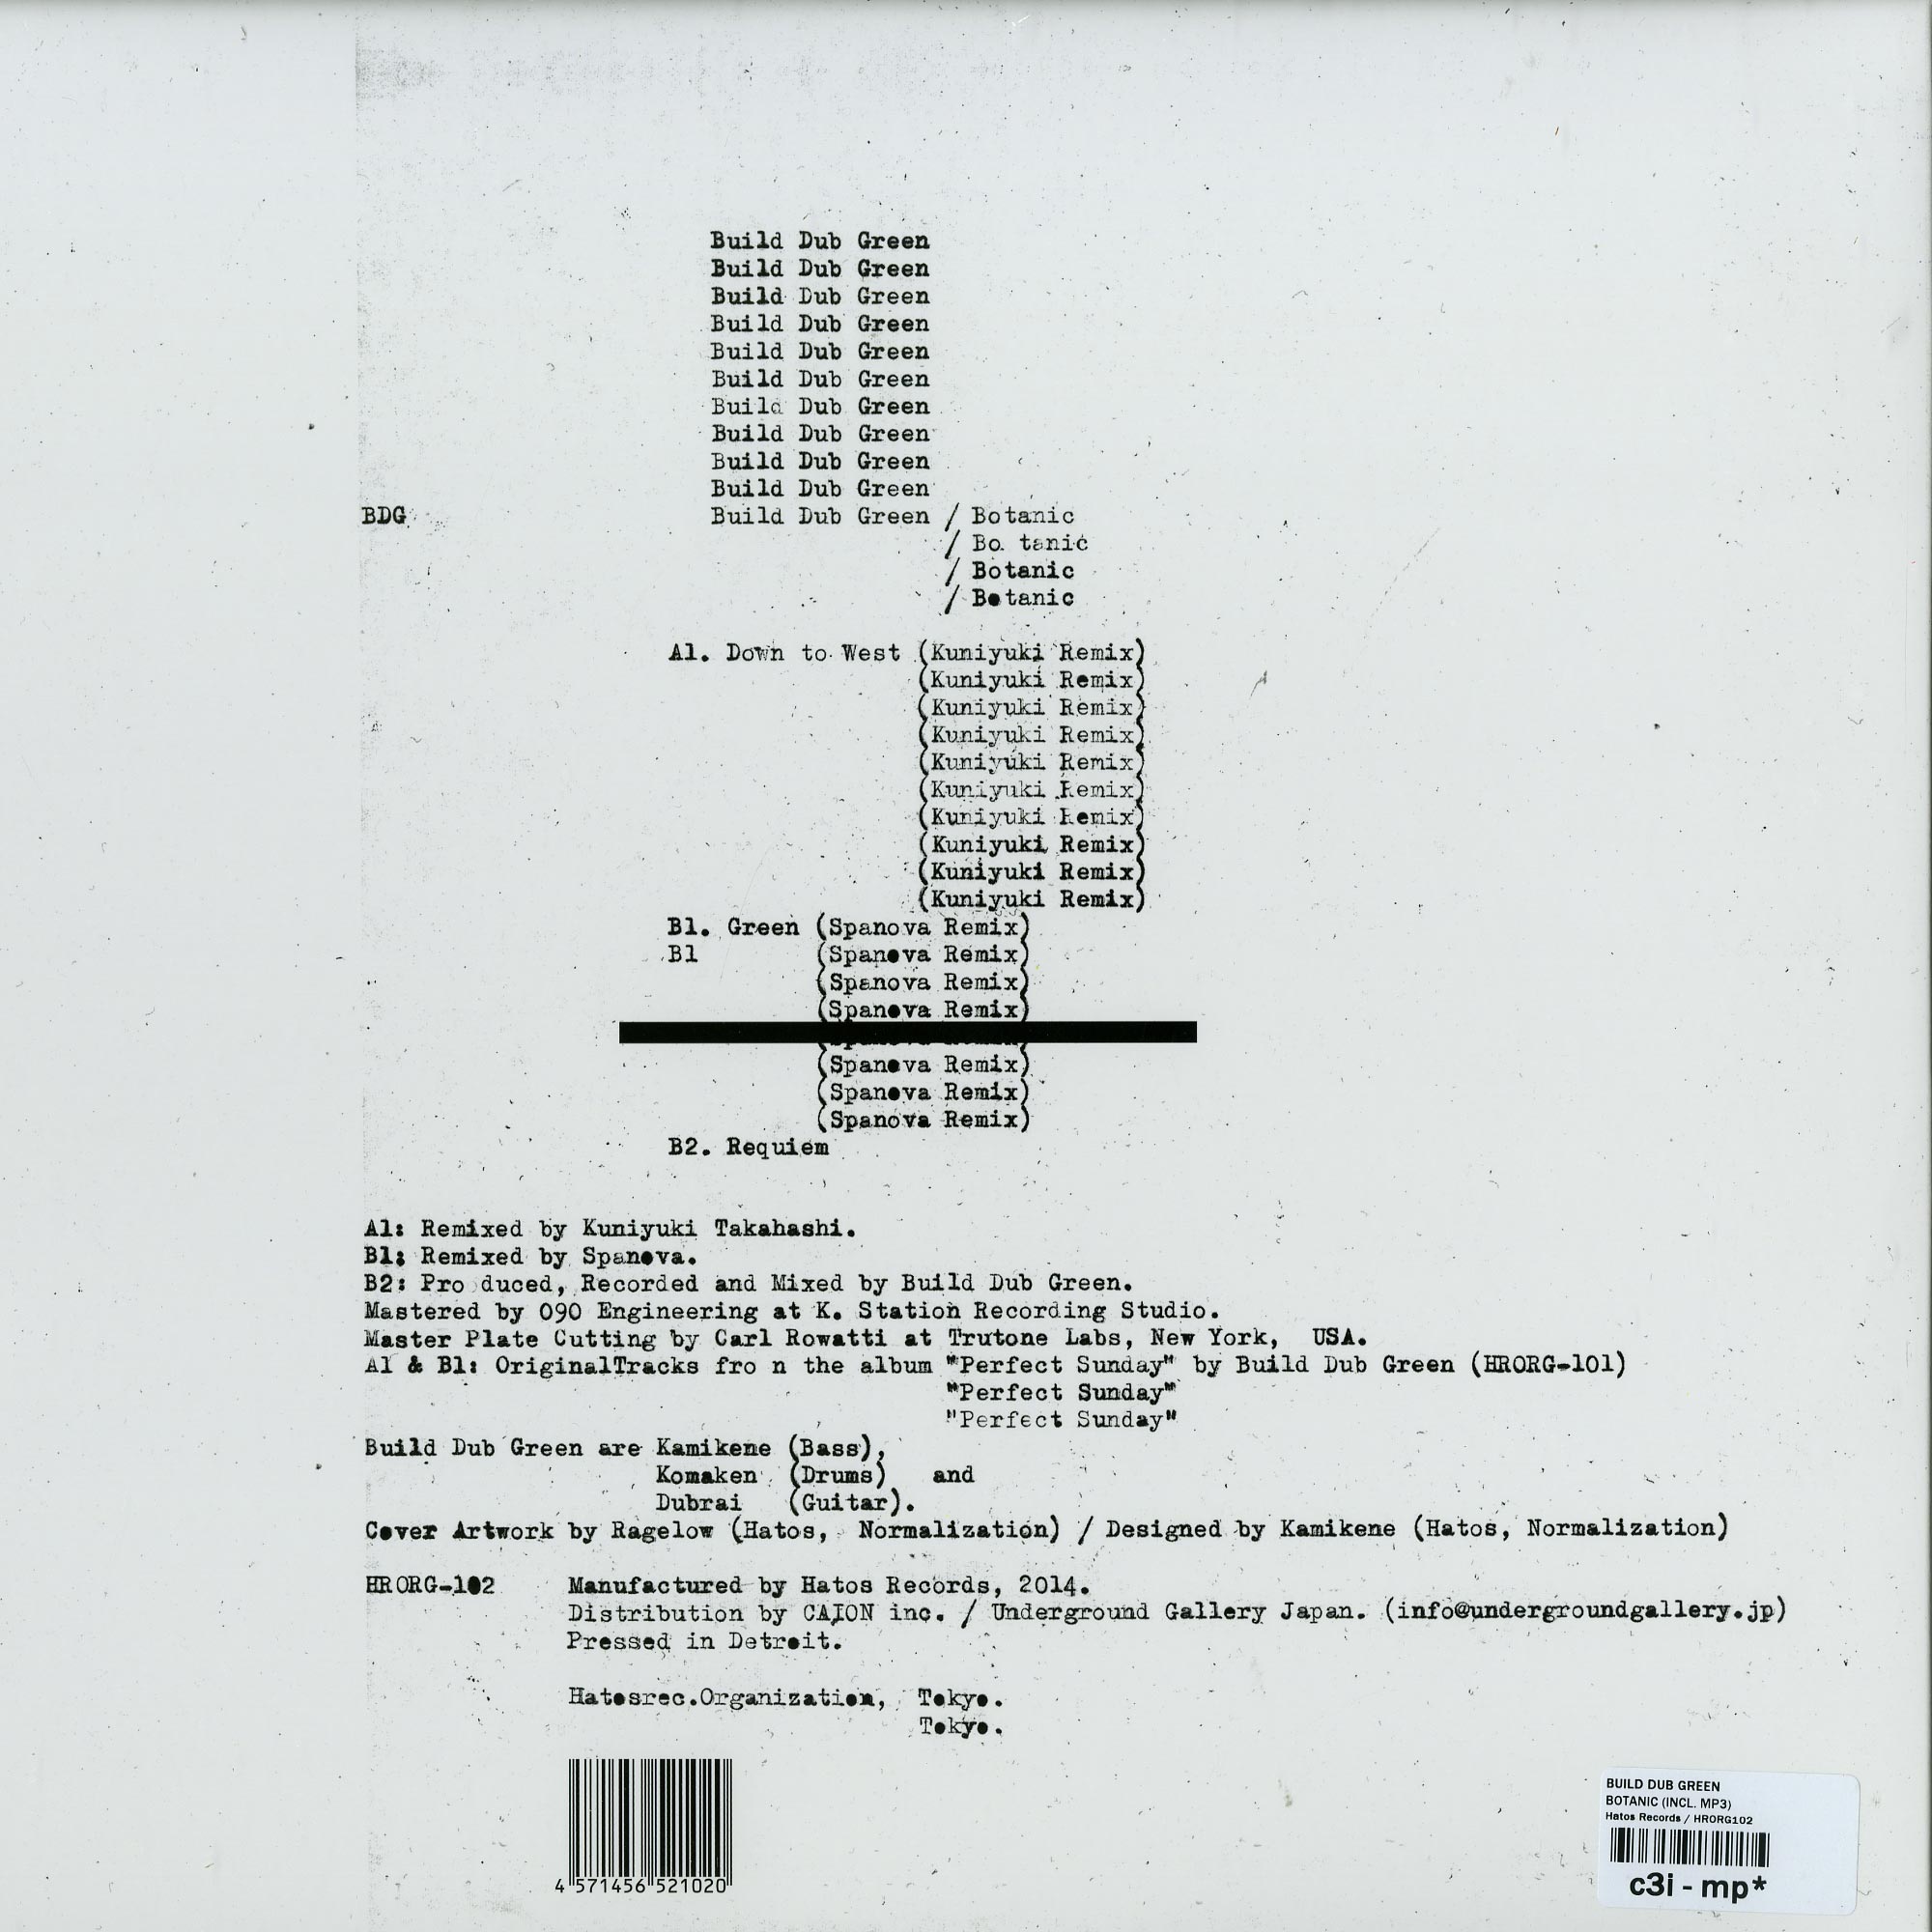 Build Dub Green
Build Dub Green
Build Dub Green
Build Dub Green
Build Dub Green
Build Dub Green
Build Dub Green
Build Dub Green
Build Dub Green
Build Dub Green
BDG Build Dub Green / Botanic
/ Bo tanic
/ Botanic
/ Botanic
A1. Down to West (Kuniyuki Remix)
(Kuniyuki Remix)
(Kuniyuki Remix)
(Kuniyuki Remix)
(Kuniyuki Remix)
(Kuniyuki Remix)
(Kuniyuki Remix)
(Kuniyuki Remix)
(Kuniyuki Remix)
(Kuniyuki Remix)
B1. Green (Spanova Remix)
B1 (Spanova Remix)
(Spanova Remix)
(Spanova Remix)
(Spanova Remix)
(Spanova Remix)
(Spanova Remix)
B2. Requiem
A1: Remixed by Kuniyuki Takahashi.
B1: Remixed by Spanova.
B2: Pro duced, Recorded and Mixed by Build Dub Green.
Mastered by 090 Engineering at K. Station Recording Studio.
Master Plate Cutting by Carl Rowatti at Trutone Labs, New York, USA.
A1 & B1: OriginalTracks fro n the album "Perfect Sunday" by Build Dub Green (HRORG-101)
"Perfect Sunday"
"Perfect Sunday"
Build Dub Green are Kamikene (Bass),
Komaken (Drums) and
Dubrai (Guitar).
Cover Artwork by Ragelow (Hatos, Normalization) / Designed by Kamikene (Hatos, Normalization)
HRORG-102 Manufactured by Hatos Records, 2014.
Distribution by CAION inc. / Underground Gallery Japan. (info@undergroundgallery.jp)
Pressed in Detroit.
Hatosrec.Organization, Tokyo.
Tokyo.
4 571456 521020
BUILD DUB GREEN
BOTANIC (INCL. MP3)
Hatos Records / HRORG102
c3i - mp*